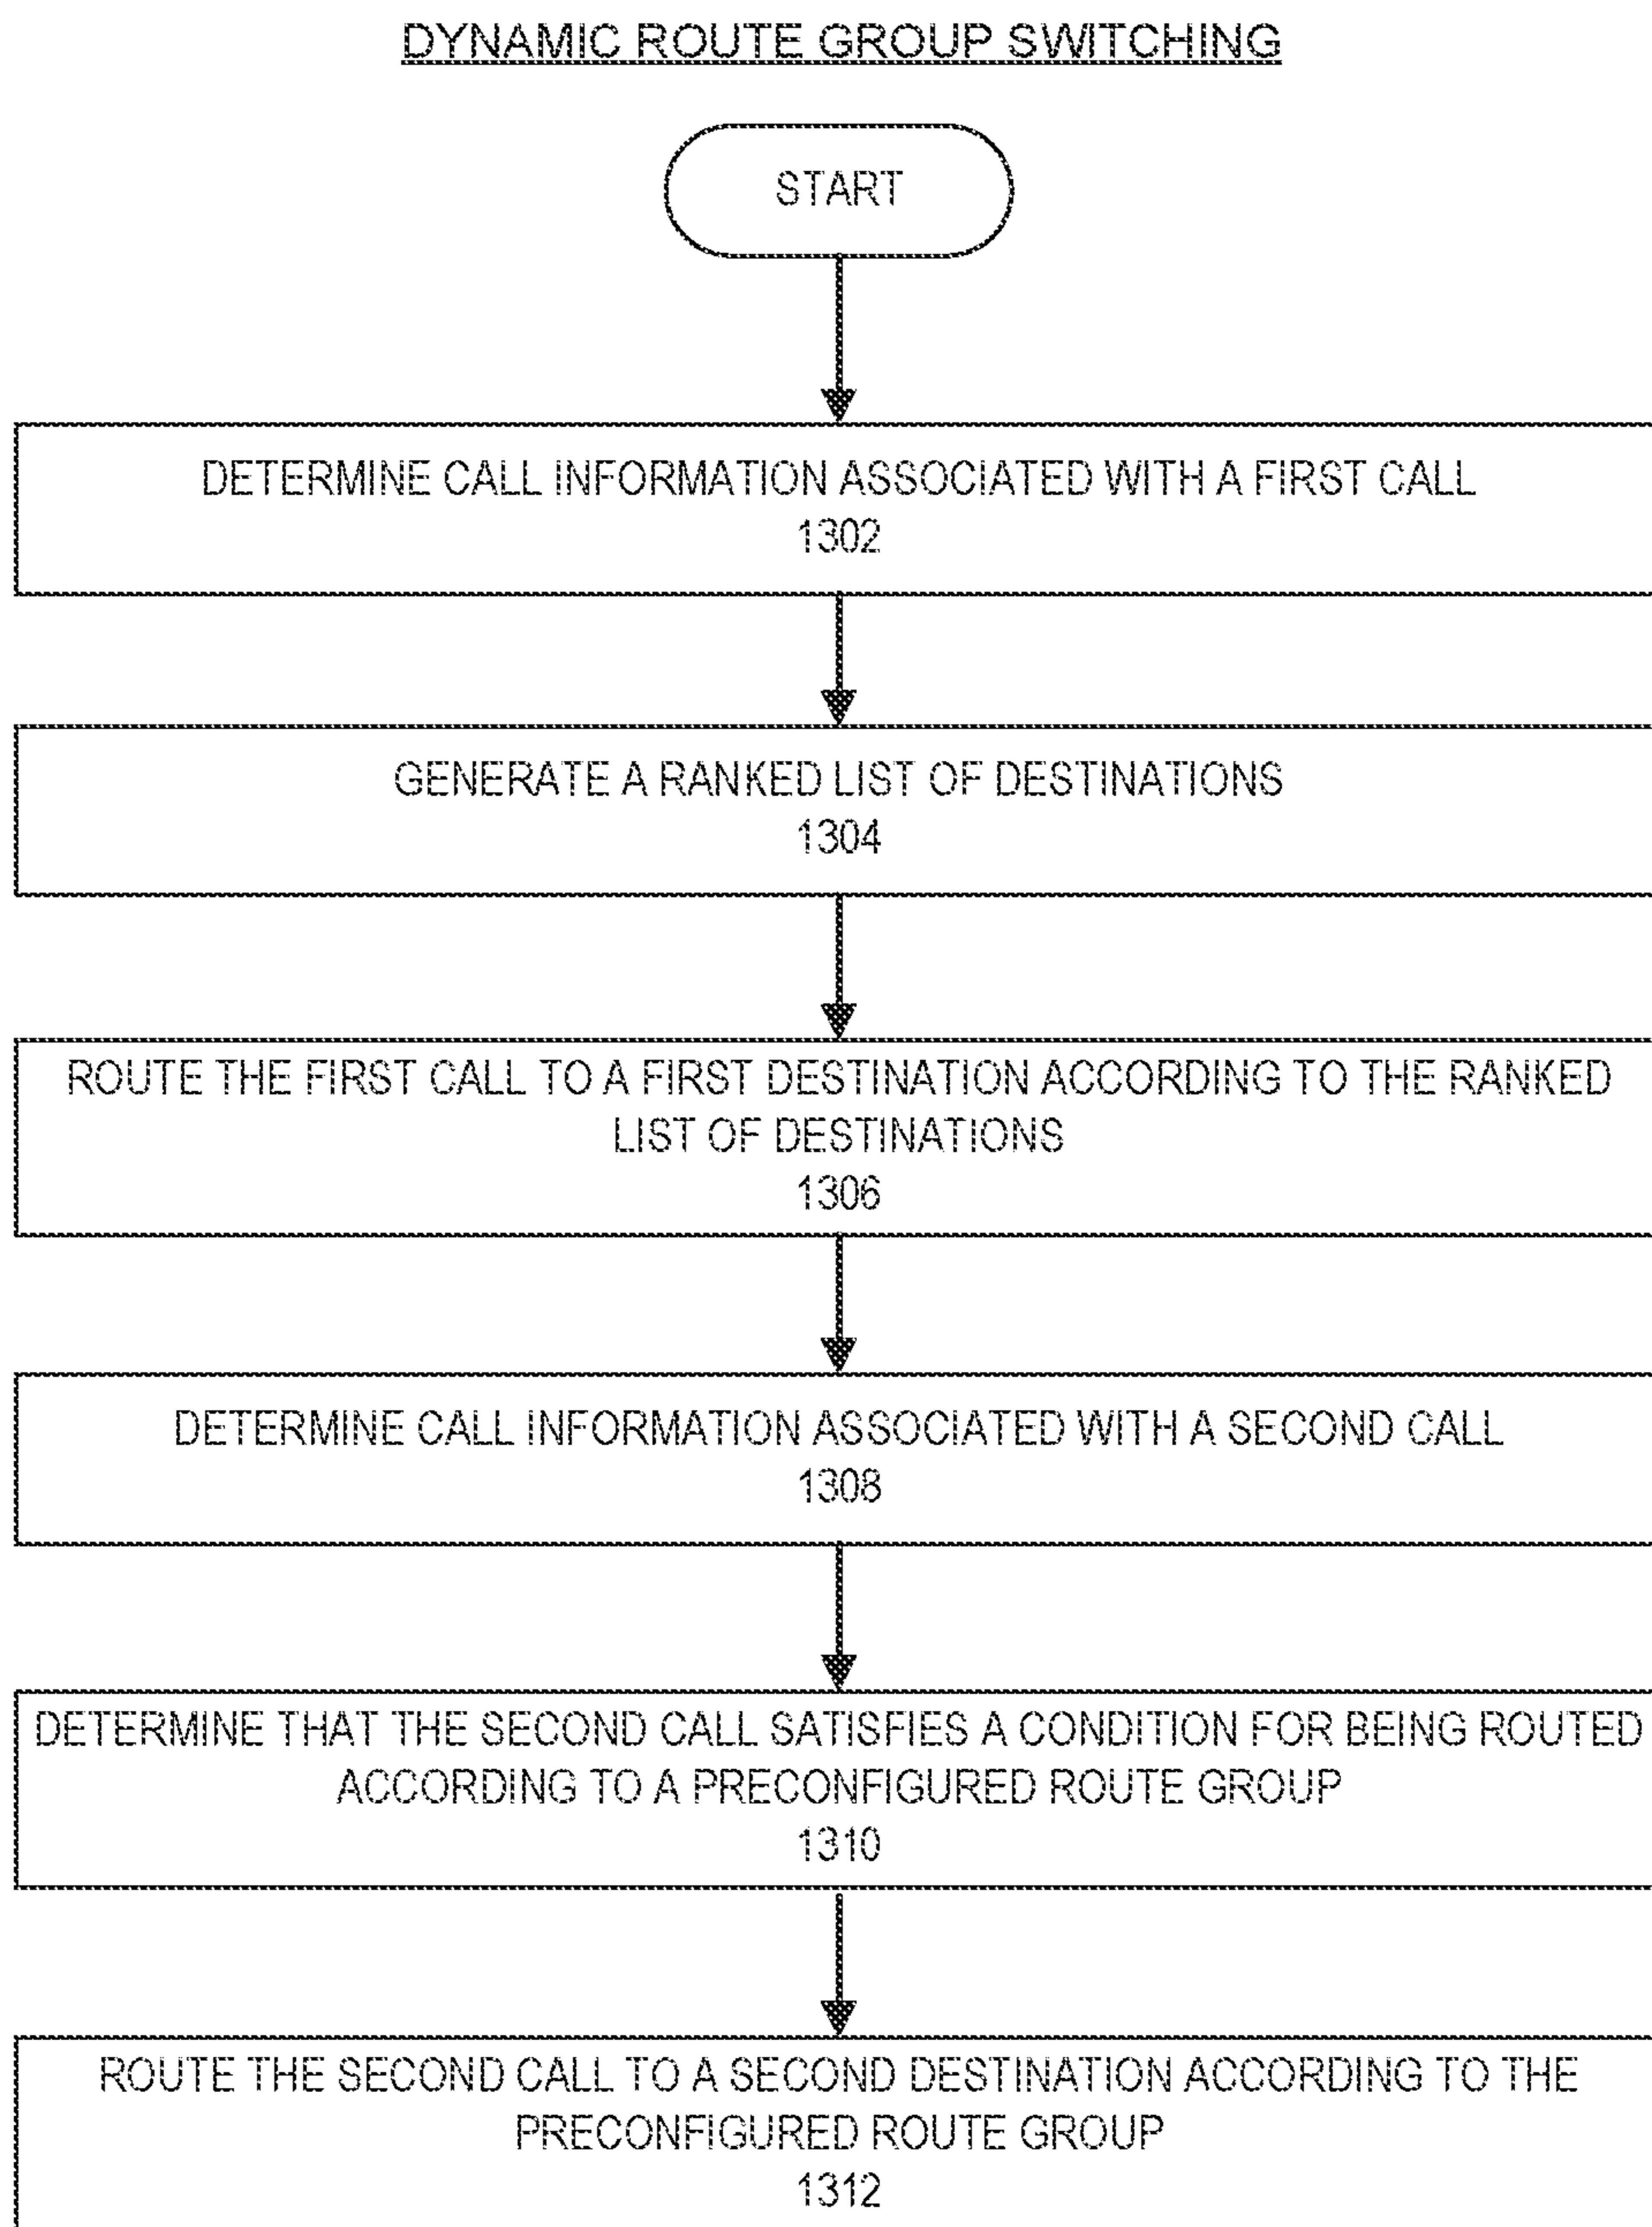 DYNAMIC ROUTE GROUP SWITCHING
START
DETERMINE CALL INFORMATION ASSOCIATED WITH A FIRST CALL
1302
GENERATE A RANKED LIST OF DESTINATIONS
1304
ROUTE THE FIRST CALL TO A FIRST DESTINATION ACCORDING TO THE RANKED
LIST OF DESTINATIONS
1306
DETERMINE CALL INFORMATION ASSOCIATED WITH A SECOND CALL
1308
DETERMINE THAT THE SECOND CALL SATISFIES A CONDITION FOR BEING ROUTED
ACCORDING TO A PRECONFIGURED ROUTE GROUP
1310
ROUTE THE SECOND CALL TO A SECOND DESTINATION ACCORDING TO THE
PRECONFIGURED ROUTE GROUP
1312